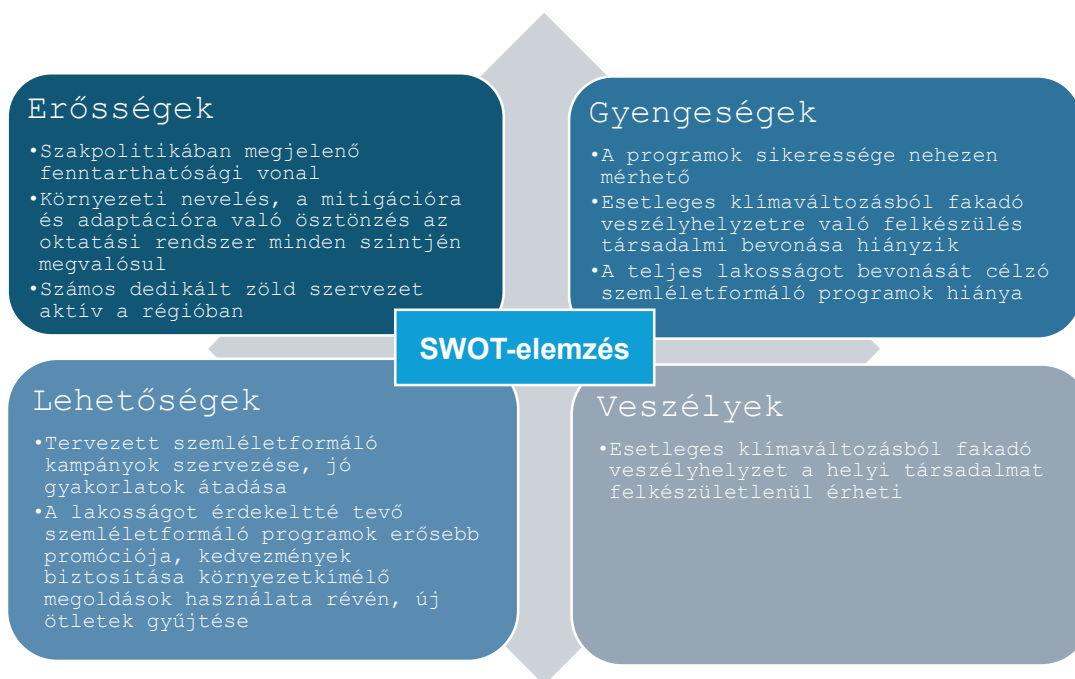 Erősségek
•Szakpolitikában megjelenő
fenntarthatósági vonal
•Környezeti nevelés, a mitigációra
és adaptációra való ösztönzés az
oktatási rendszer minden szintjén
megvalósul
•Számos dedikált zöld szervezet
aktív a régióban
Gyengeségek
•A programok sikeressége nehezen
mérhető
•Esetleges klímaváltozásból fakadó
veszélyhelyzetre való felkészülés
társadalmi bevonása hiányzik
•A teljes lakosságot bevonását célzó
szemléletformáló programok hiánya
SWOT-elemzés
Lehetőségek
•Tervezett szemléletformáló
kampányok szervezése, jó
gyakorlatok átadása
•A lakosságot érdekeltté tevő
szemléletformáló programok erősebb
promóciója, kedvezmények
biztosítása környezetkímélő
megoldások használata révén, új
ötletek gyűjtése
Veszélyek
•Esetleges klímaváltozásból fakadó
veszélyhelyzet a helyi társadalmat
felkészületlenül érheti